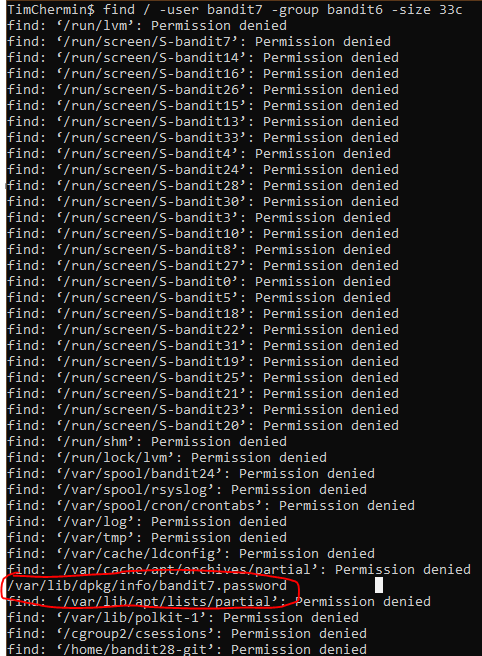 TimChermin$ find / -user bandit7 -group bandit6 -size 33c
find: ‘/run/lvm’: Permission denied
find: ‘/run/screen/S-bandit7’: Permission denied
find: ‘/run/screen/S-bandit14’: Permission denied
find: ‘/run/screen/S-bandit16’: Permission denied
find: ‘/run/screen/S-bandit26’: Permission denied
find: ‘/run/screen/S-bandit15’: Permission denied
find: ‘/run/screen/S-bandit13’: Permission denied
find: ‘/run/screen/S-bandit33’: Permission denied
find: ‘/run/screen/S-bandit4’: Permission denied
find: ‘/run/screen/S-bandit24’: Permission denied
find: ‘/run/screen/S-bandit28’: Permission denied
find: ‘/run/screen/S-bandit30’: Permission denied
find: ‘/run/screen/S-bandit3’: Permission denied
find: ‘/run/screen/S-bandit10’: Permission denied
find: ‘/run/screen/S-bandit8’: Permission denied
find: ‘/run/screen/S-bandit27’: Permission denied
find: ‘/run/screen/S-bandit0’: Permission denied
find: ‘/run/screen/S-bandit5’: Permission denied
find: ‘/run/screen/S-bandit18’: Permission denied
find: ‘/run/screen/S-bandit22’: Permission denied
find: ‘/run/screen/S-bandit31’: Permission denied
find: ‘/run/screen/S-bandit19’: Permission denied
find: ‘/run/screen/S-bandit25’: Permission denied
find: ‘/run/screen/S-bandit21’: Permission denied
find: ‘/run/screen/S-bandit23’: Permission denied
find: ‘/run/screen/S-bandit20’: Permission denied
find: ‘/run/shm’: Permission denied
find: ‘/run/lock/lvm’: Permission denied
find: ‘/var/spool/bandit24’: Permission denied
find: ‘/var/spool/rsyslog’: Permission denied
find: ‘/var/spool/cron/crontabs’: Permission denied
find: ‘/var/log’: Permission denied
find: ‘/var/tmp’: Permission denied
find: ‘/var/cache/ldconfig’: Permission denied
find: ‘/var/cache/apt/archives/partial’: Permission denied
/var/lib/dpkg/info/bandit7.password
find: ‘/var/lib/apt/lists/partial’: Permission denied
find: ‘/var/lib/polkit-1’: Permission denied
find: ‘/cgroup2/csessions’: Permission denied
find: ‘/home/bandit28-git’: Permission denied